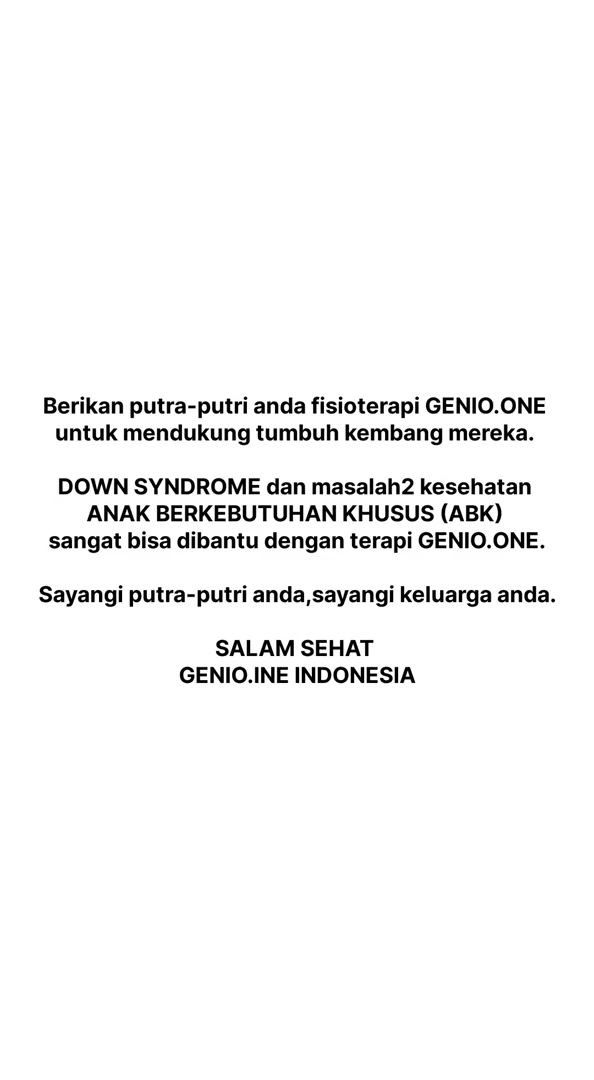 Berikan putra-putri anda fisioterapi GENIO.ONE
untuk mendukung tumbuh kembang mereka.
DOWN SYNDROME dan masalah2 kesehatan
ANAK BERKEBUTUHAN KHUSUS (ABK)
sangat bisa dibantu dengan terapi GENIO.ONE.
Sayangi putra-putri anda,sayangi keluarga anda.
SALAM SEHAT
GENIO.INE INDONESIA